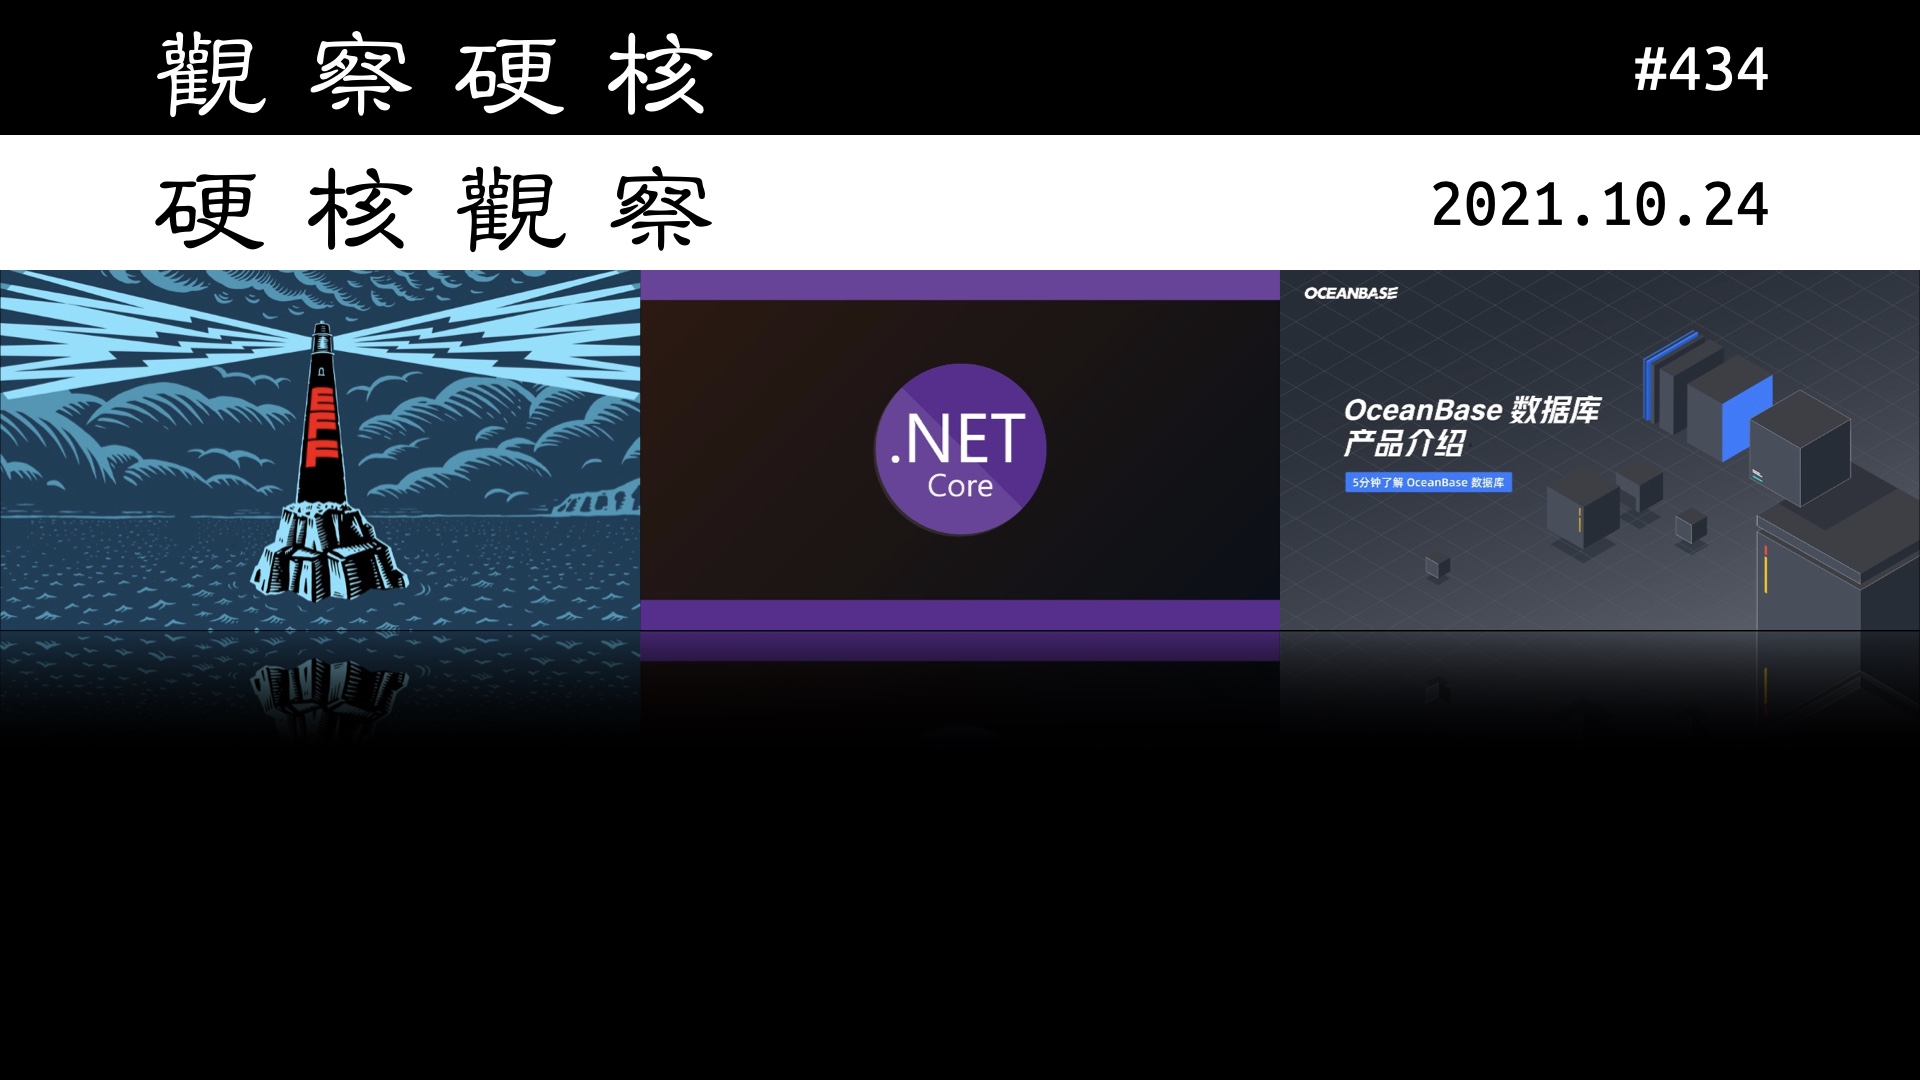 觀察硬核
#434
硬核觀察
2021.10.24
EFF
.NET
Core
OCEANBASE
OceanBase 数据库
产品介绍
5分钟了解 OceanBase 数据库